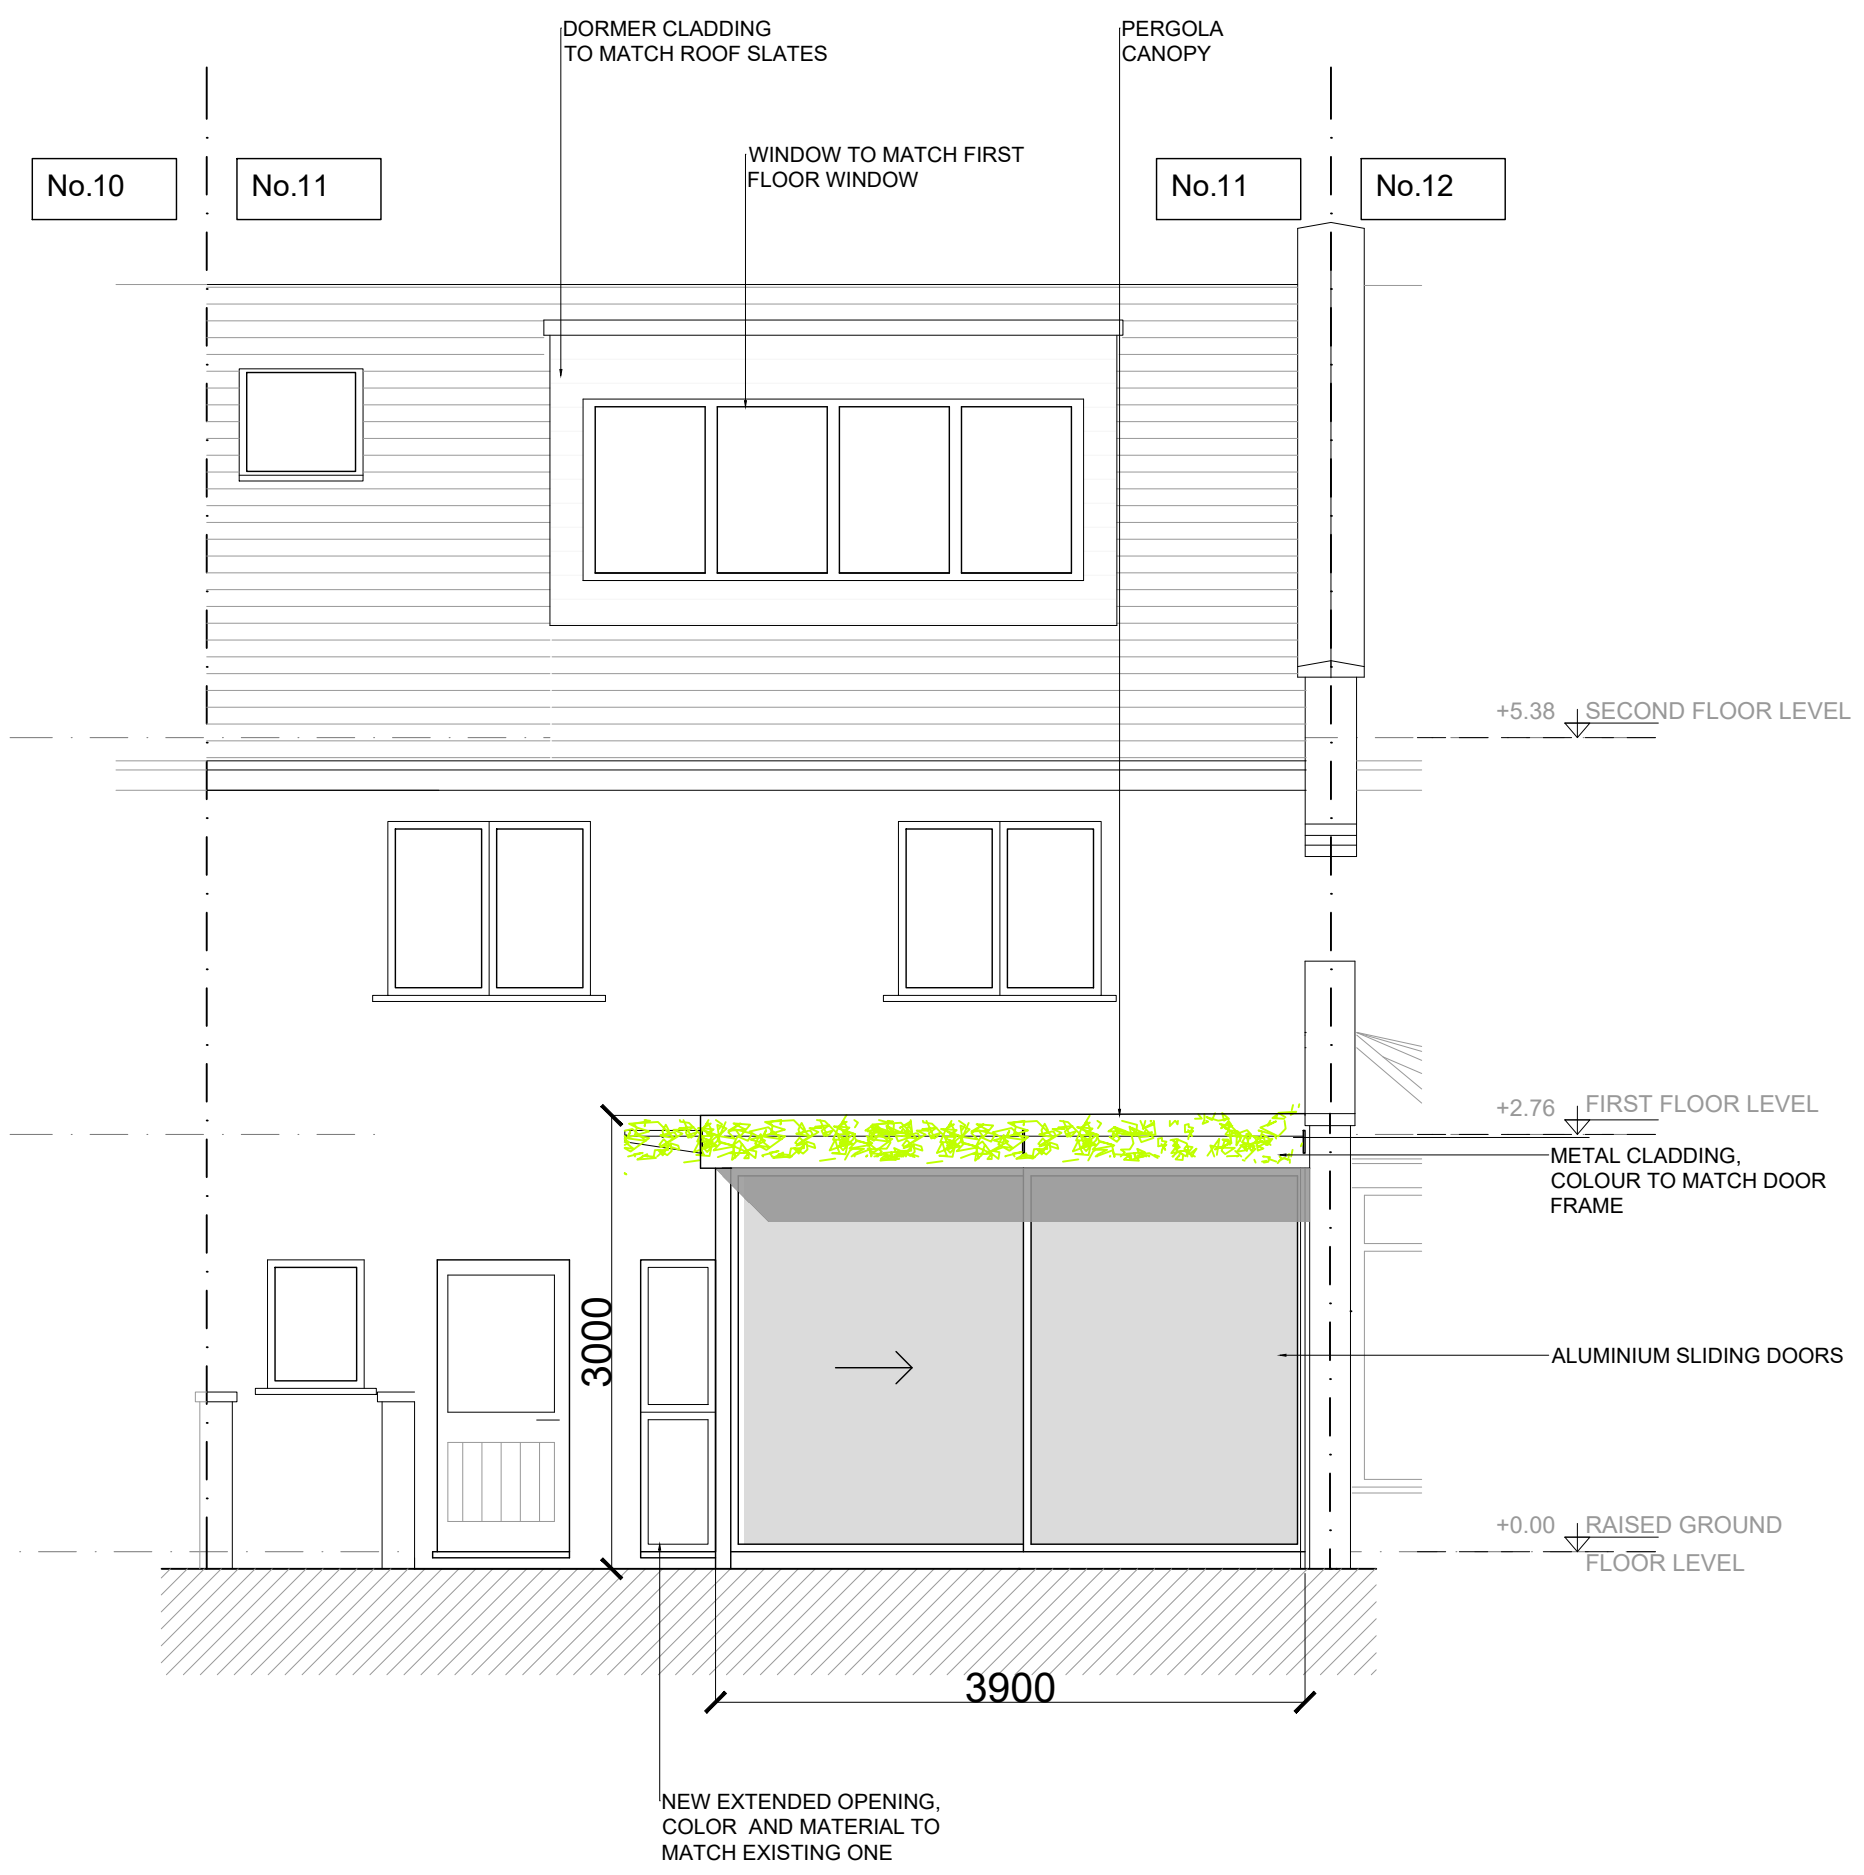 DORMER CLADDING
TO MATCH ROOF SLATES
PERGOLA
CANOPY
WINDOW TO MATCH FIRST
FLOOR WINDOW
No.10
No.11
No.11
No.12
+5.38
SECOND FLOOR LEVEL
+2.76
FIRST FLOOR LEVEL
METAL CLADDING,
COLOUR TO MATCH DOOR
FRAME
3000
ALUMINIUM SLIDING DOORS
+0.00
RAISED GROUND
FLOOR LEVEL
3900
NEW EXTENDED OPENING,
COLOR AND MATERIAL TO
MATCH EXISTING ONE